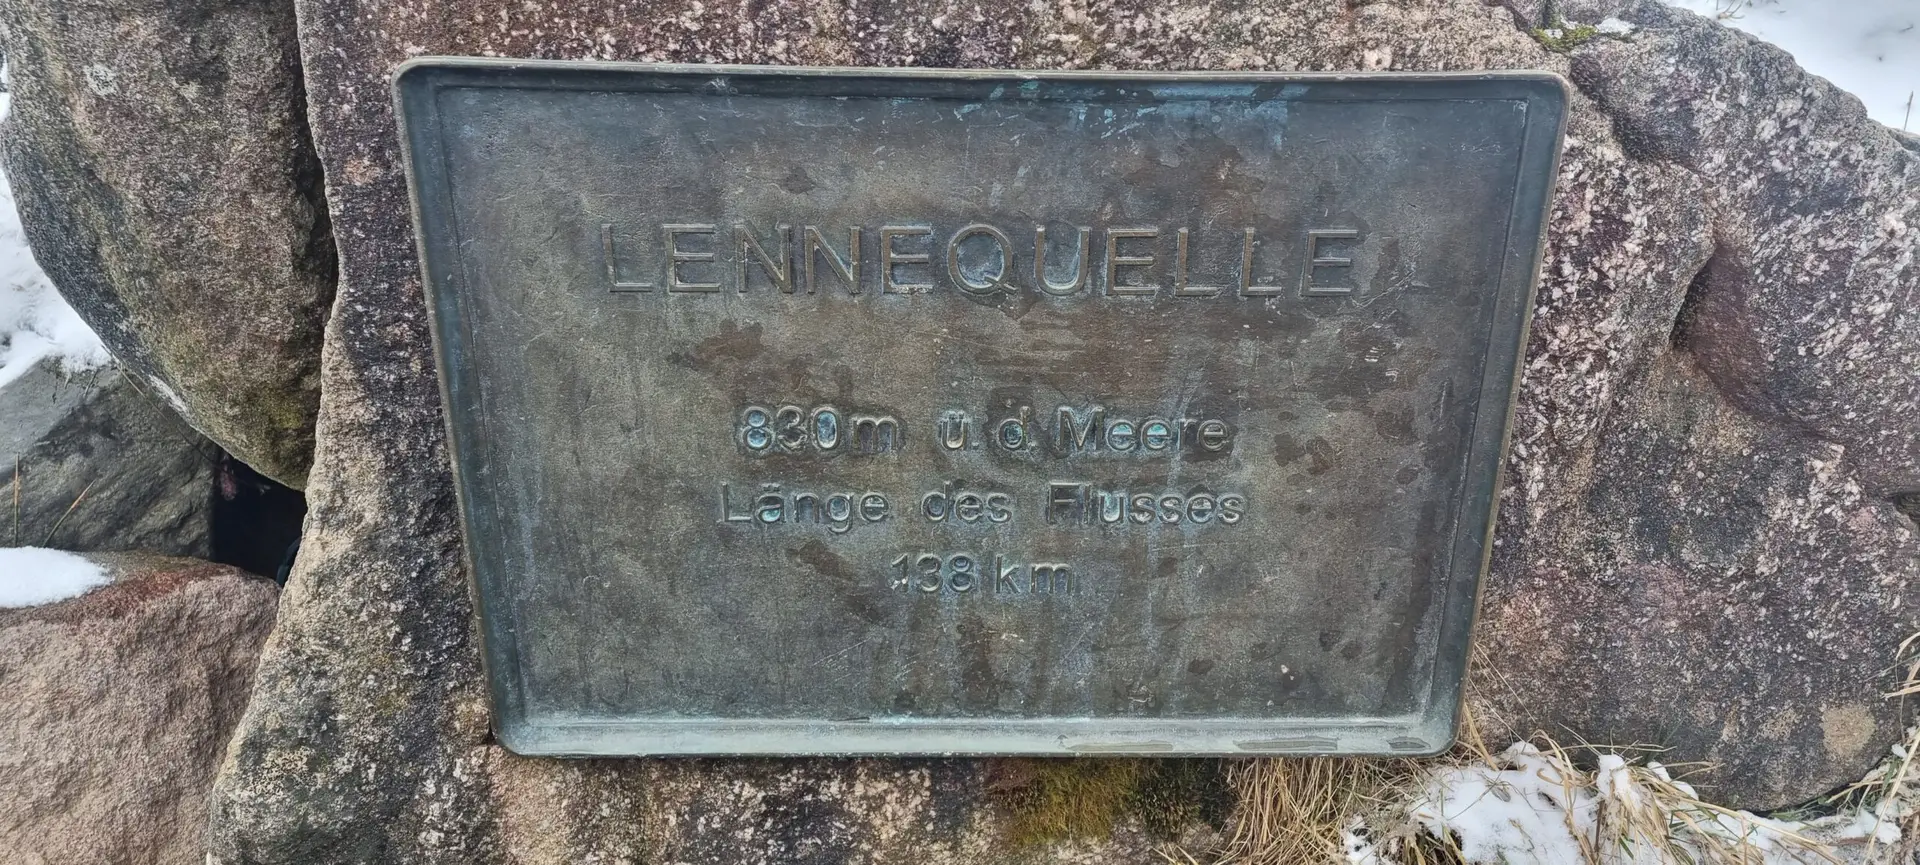 LENNEQUELLE
830m ü. d. Meere
Länge des Flusses
138 km